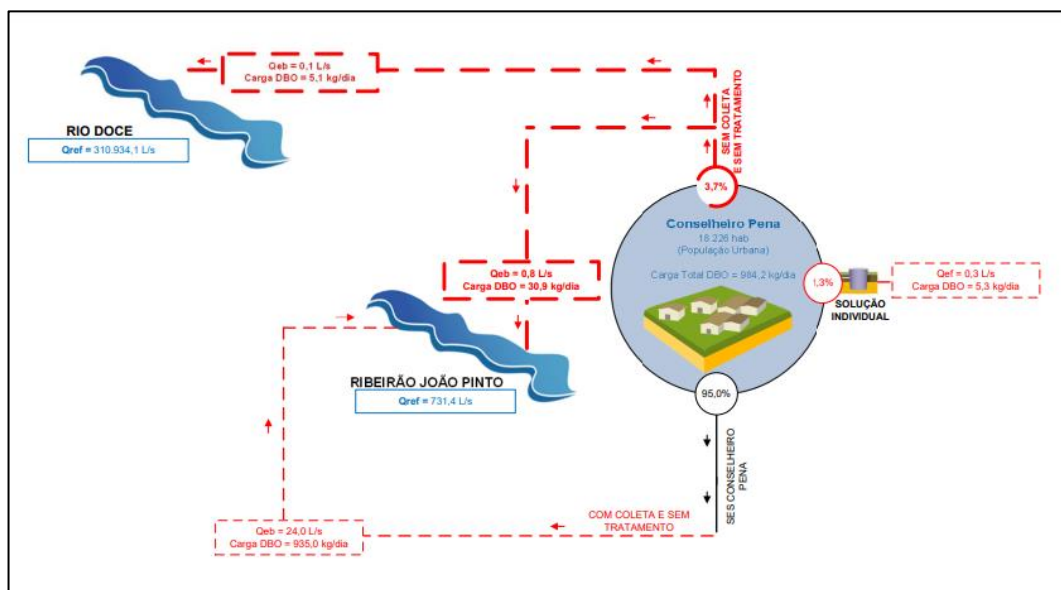 Qeb = 0,1 L/s
Carga DBO = 5,1 kg/dia
RIO DOCE
Qref = 310.934,1 L/s
SEM COLETA
E SEM TRATAMENTO
3,7%
Conselheiro Pena
18.226 hab
(População Urbana)
Carga Total DBO = 984,2 kg/dia
Qeb = 0,8 L/s
Carga DBO = 30,9 kg/dia
1,3%
SOLUÇÃO
INDIVIDUAL
Qef = 0,3 L/s
Carga DBO = 5,3 kg/dia
RIBEIRÃO JOÃO PINTO
Qref = 731,4 L/s
95,0%
SES CONSELHEIRO
PENA
COM COLETA E SEM
TRATAMENTO
Qeb = 24,0 L/s
Carga DBO = 935,0 kg/dia